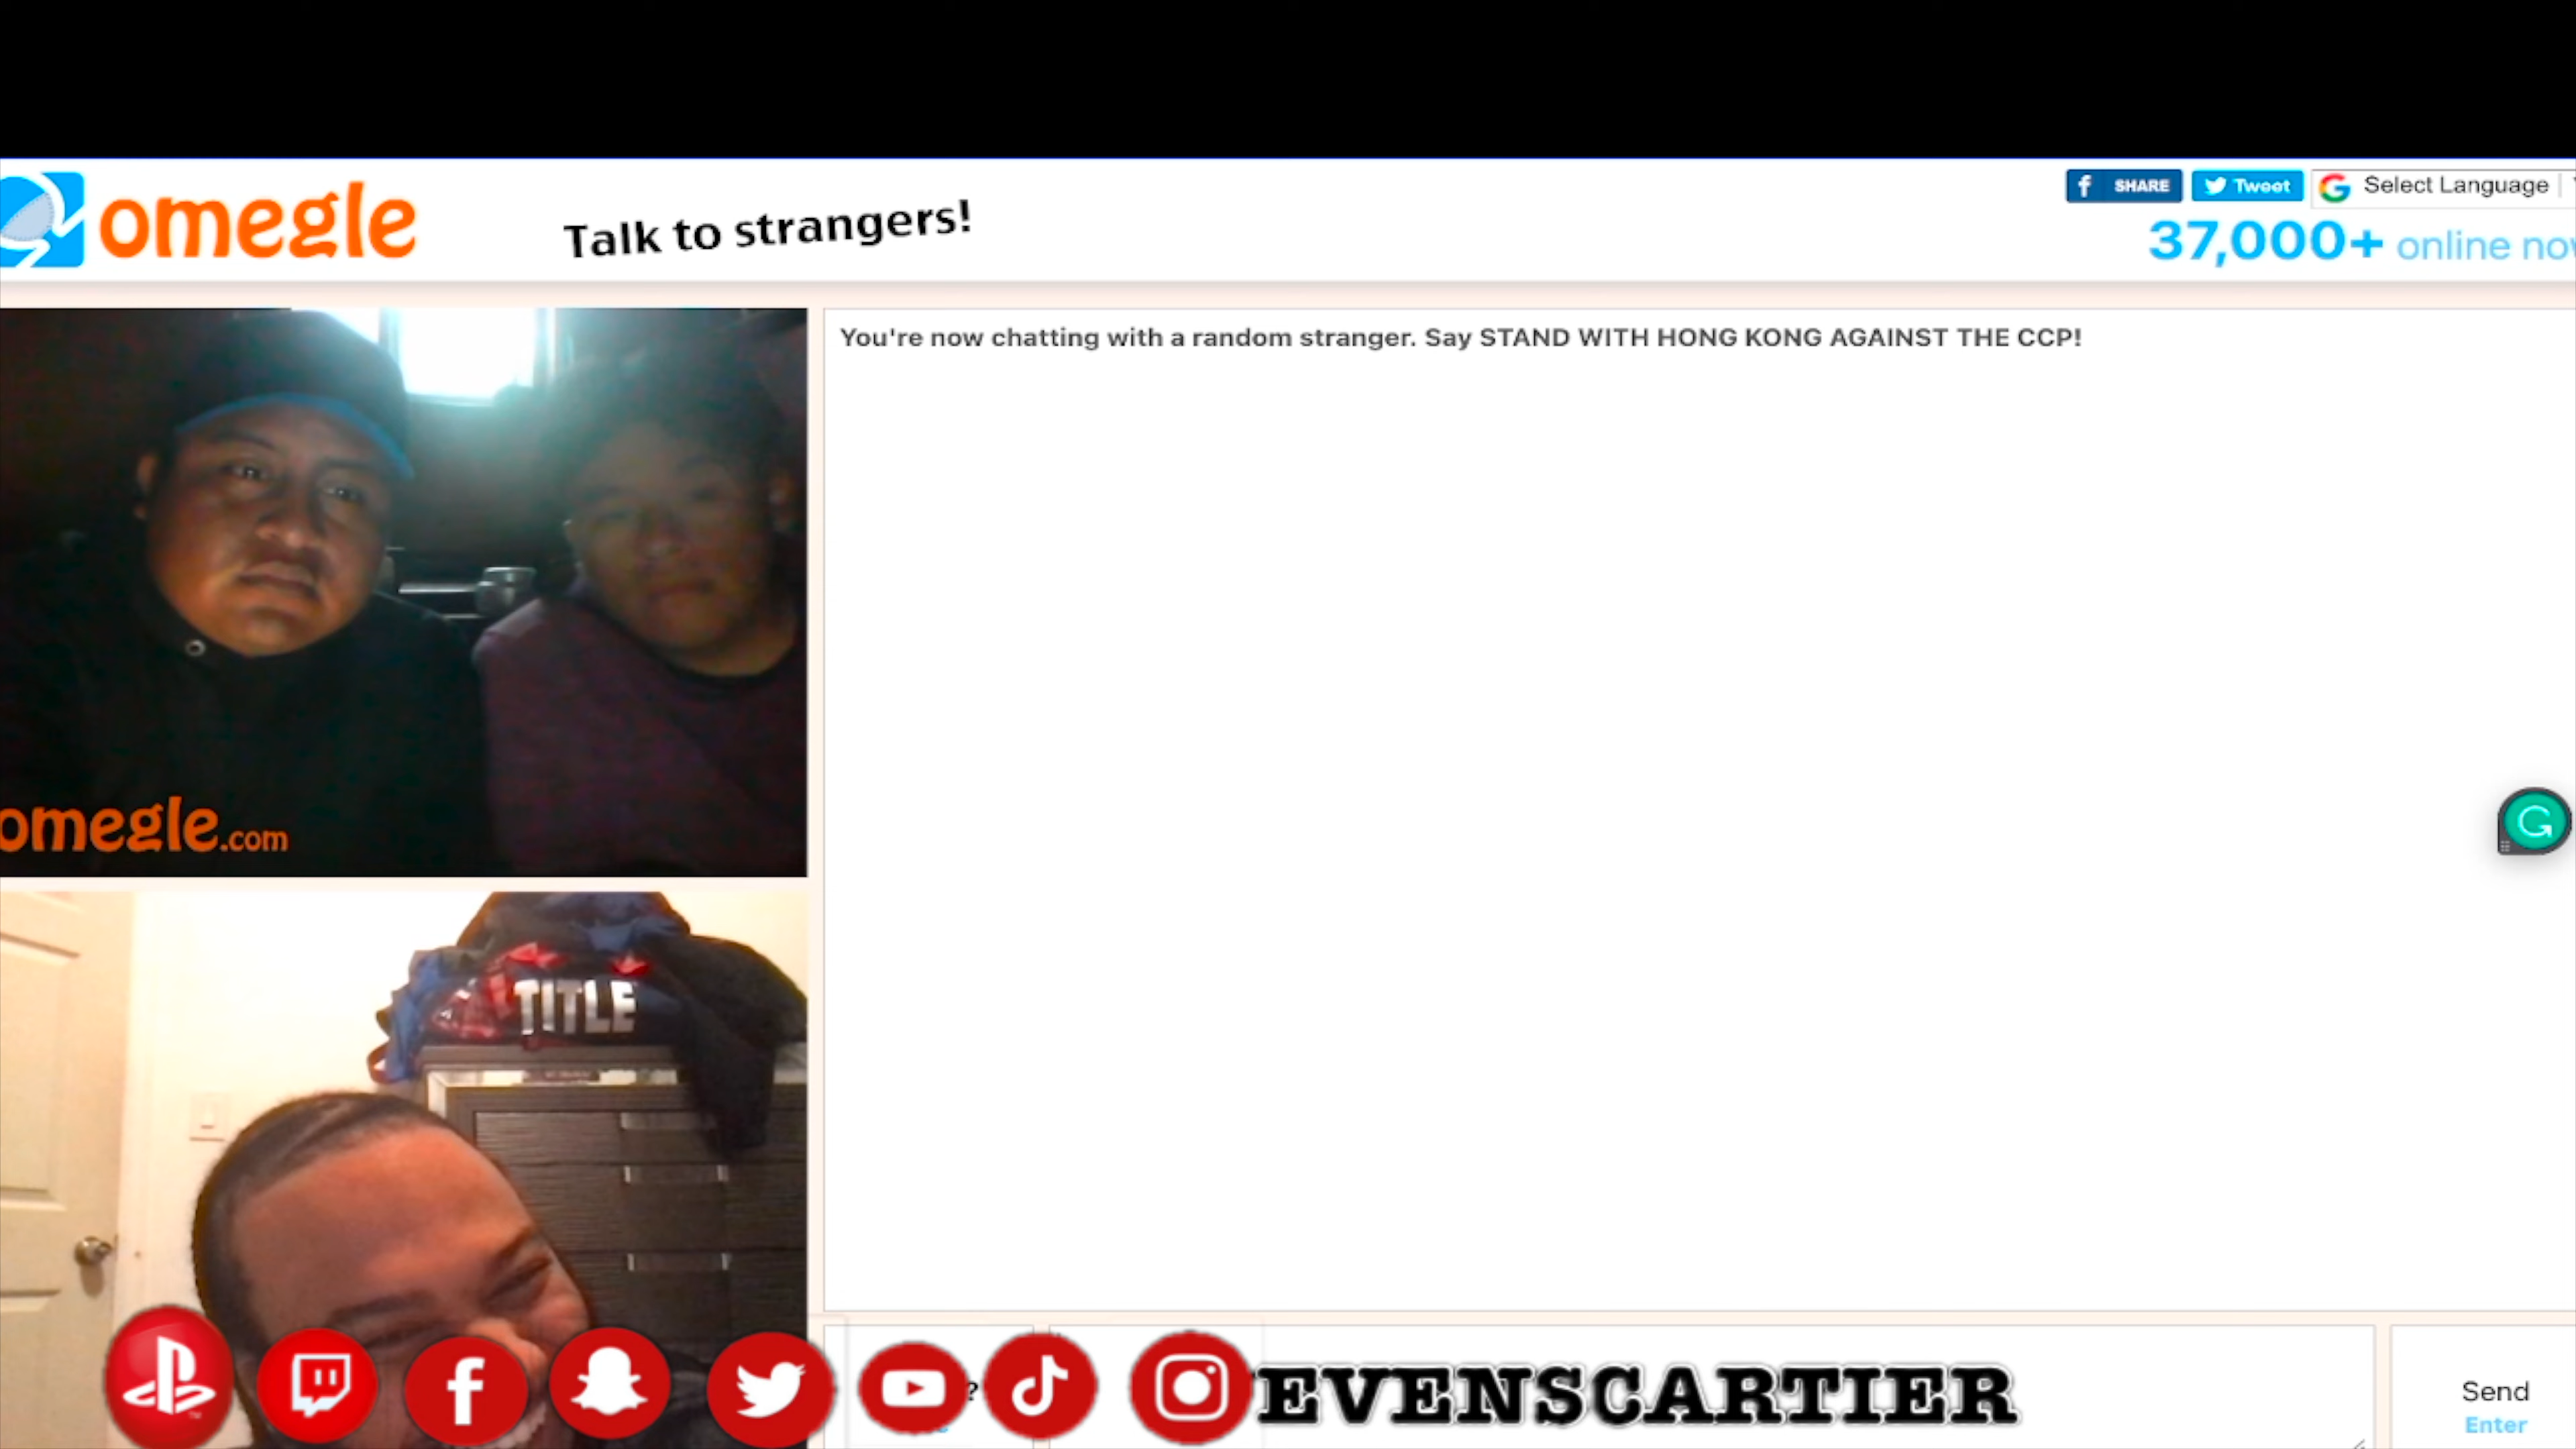 omegle
Talk to strangers!
f SHARE
Tweet
G Select Language
37,000+ online now
You're now chatting with a random stranger. Say STAND WITH HONG KONG AGAINST THE CCP!
omegle.com
TITLE
?
EVENSCARTIER
Send
Enter